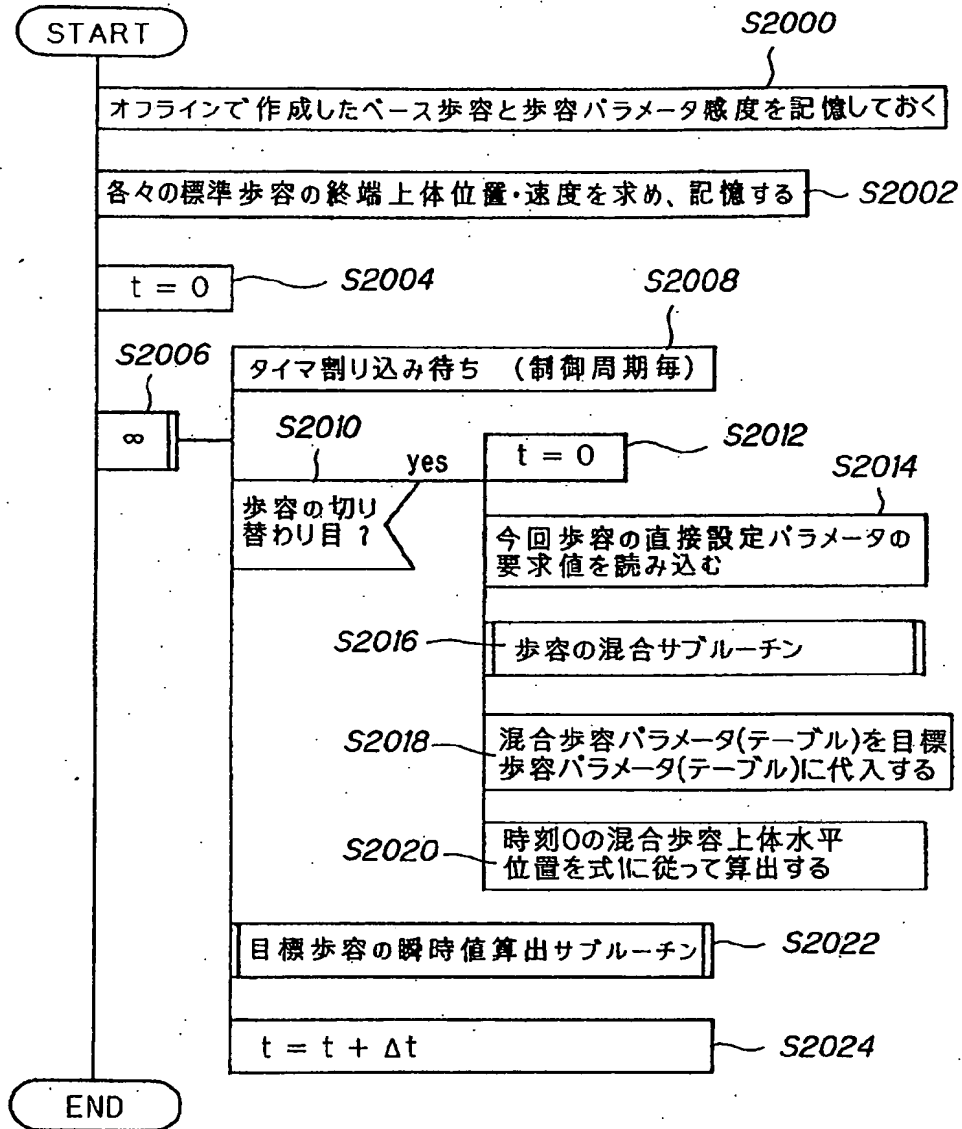 START
S2000
オフラインで作成したベース歩容と歩容パラメータ感度を記憶しておく
各々の標準歩容の終端上体位置・速度を求め、記憶する
S2002
t = 0
S2004
S2006
∞
S2008
タイマ割り込み待ち (制御周期毎)
S2010
yes
歩容の切り
替わり目?
t = 0
S2012
S2014
今回歩容の直接設定パラメータの
要求値を読み込む
S2016
歩容の混合サブルーチン
S2018
混合歩容パラメータ(テーブル)を目標
歩容パラメータ(テーブル)に代入する
S2020
時刻0の混合歩容上体水平
位置を式1に従って算出する
目標歩容の瞬時値算出サブルーチン
S2022
t = t + Δt
S2024
END